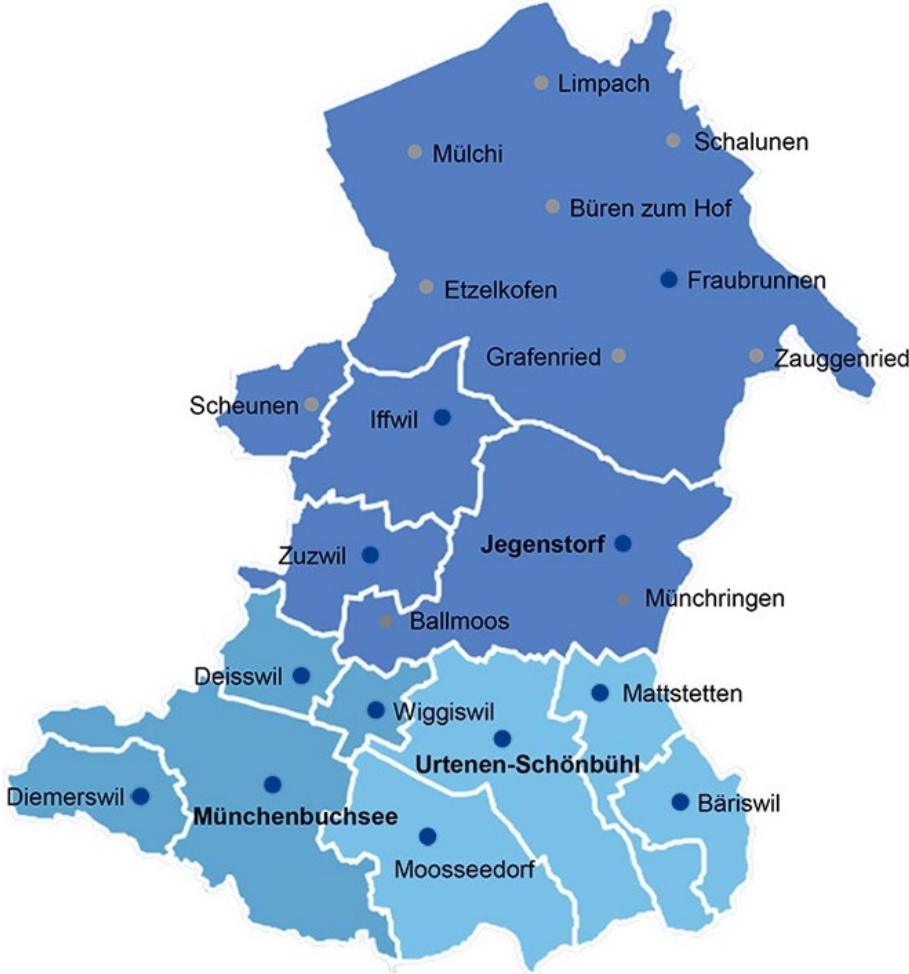 Limpach
Schalunen
Mülchi
Büren zum Hof
Fraubrunnen
Etzelkofen
Grafenried
Zauggenried
Scheunen
Iffwil
Jegenstorf
Zuzwil
Münchringen
Ballmoos
Deisswil
Mattstetten
Wiggiswil
Urtenen-Schönbühl
Diemerswil
Bäriswil
Münchenbuchsee
Moosseedorf